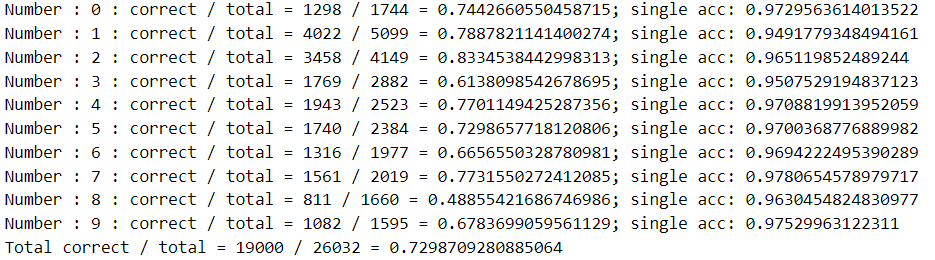 Number : 0 : correct / total = 1298 / 1744 = 0.7442660550458715; single acc: 0.9729563614013522
Number : 1 : correct / total = 4022 / 5099 = 0.7887821141400274; single acc: 0.9491779348494161
Number : 2 : correct / total = 3458 / 4149 = 0.8334538442998313; single acc: 0.965119852489244
Number : 3 : correct / total = 1769 / 2882 = 0.6138098542678695; single acc: 0.9507529194837123
Number : 4 : correct / total = 1943 / 2523 = 0.7701149425287356; single acc: 0.9708819913952059
Number : 5 : correct / total = 1740 / 2384 = 0.7298657718120806; single acc: 0.9700368776889982
Number : 6 : correct / total = 1316 / 1977 = 0.6656550328780981; single acc: 0.9694222495390289
Number : 7 : correct / total = 1561 / 2019 = 0.7731550272412085; single acc: 0.9780654578979717
Number : 8 : correct / total = 811 / 1660 = 0.48855421686746986; single acc: 0.9630454824830977
Number : 9 : correct / total = 1082 / 1595 = 0.6783699059561129; single acc: 0.97529963122311
Total correct / total = 19000 / 26032 = 0.7298709280885064